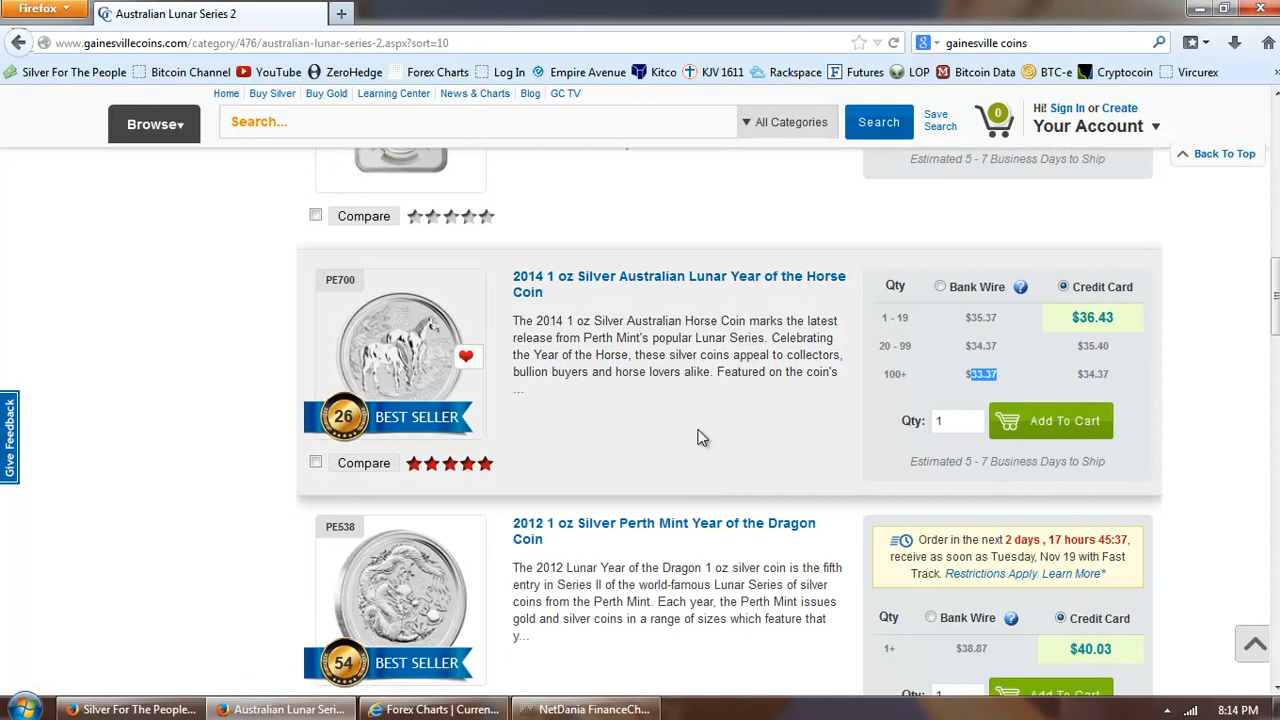 Firefox
Australian Lunar Series 2
www.gainesvillecoins.com/category/476/australian-lunar-series-2.aspx?sort=10
gainesville coins
Silver For The People
Bitcoin Channel
YouTube
ZeroHedge
Forex Charts
Log In
Empire Avenue
Kitco
KJV 1611
Rackspace
Futures
LOP
Bitcoin Data
BTC-e
Cryptocoin
Vircurex
Home
Buy Silver
Buy Gold
Learning Center
News & Charts
Blog
GC TV
Browse
Search...
All Categories
Search
Save Search
0
Hi! Sign In or Create
Your Account
Back To Top
Estimated 5 - 7 Business Days to Ship
Compare
PE700
26 BEST SELLER
Compare
2014 1 oz Silver Australian Lunar Year of the Horse
Coin
The 2014 1 oz Silver Australian Horse Coin marks the latest
release from Perth Mint's popular Lunar Series. Celebrating
the Year of the Horse, these silver coins appeal to collectors,
bullion buyers and horse lovers alike. Featured on the coin's
...
Qty Bank Wire ? Credit Card
1 - 19 $35.37 $36.43
20 - 99 $34.37 $35.40
100+ $33.37 $34.37
Qty: 1 Add To Cart
Estimated 5 - 7 Business Days to Ship
PE538
54 BEST SELLER
2012 1 oz Silver Perth Mint Year of the Dragon
Coin
The 2012 Lunar Year of the Dragon 1 oz silver coin is the fifth
entry in Series II of the world-famous Lunar Series of silver
coins from the Perth Mint. Each year, the Perth Mint issues
gold and silver coins in a range of sizes which feature that
y...
Order in the next 2 days , 17 hours 45:37,
receive as soon as Tuesday, Nov 19 with Fast
Track. Restrictions Apply. Learn More*
Qty Bank Wire ? Credit Card
1+ $38.87 $40.03
Qty: 1 Add To Cart
Give Feedback
Silver For The People...
Australian Lunar Seri...
Forex Charts | Curren...
NetDania FinanceCh...
8:14 PM